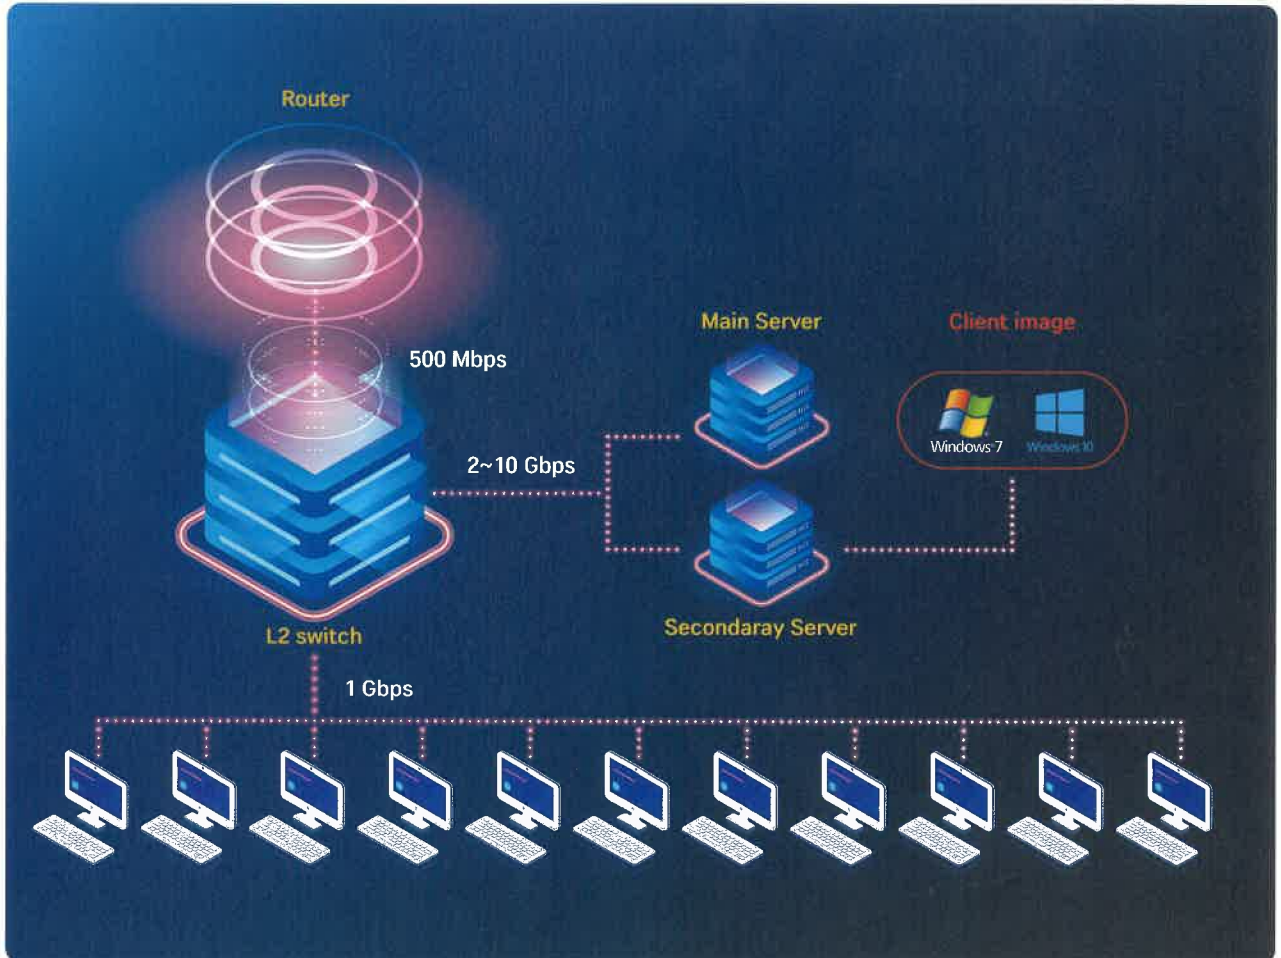 Router
500 Mbps
Main Server
Client image
Windows 7
Windows 10
2~10 Gbps
L2 switch
Secondaray Server
1 Gbps